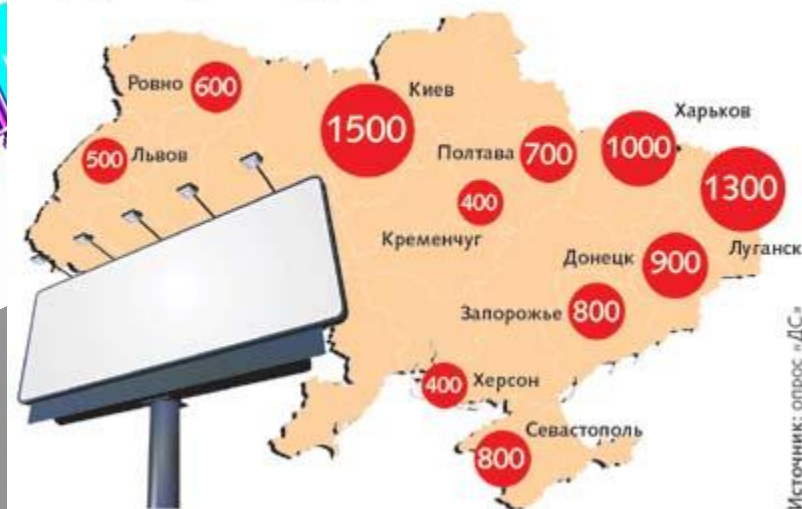 Ровно 600
Киев
1500
500 Львов
Полтава 700
Харьков
1000
1300
Луганск
400
Кременчуг
Донецк 900
Запорожье 800
400 Херсон
Севастополь
800
Источник: опрос «ДС»